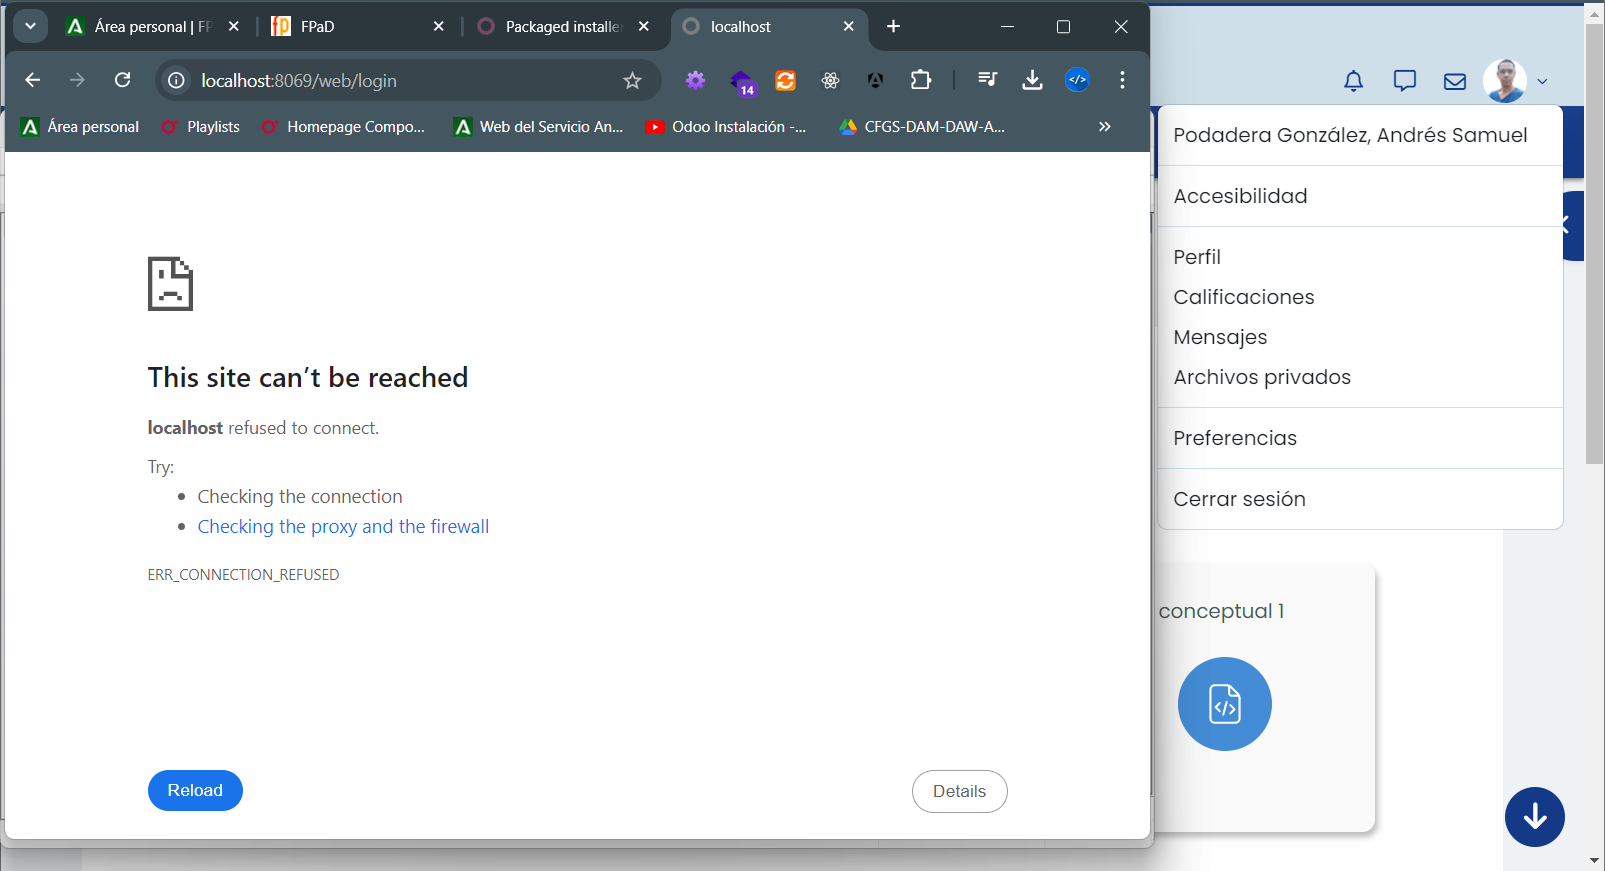 Área personal | FP
FPaD
Packaged installe
localhost
localhost:8069/web/login
14
Área personal
Playlists
Homepage Compo...
Web del Servicio An...
Odoo Instalación -...
CFGS-DAM-DAW-A...
This site can’t be reached
localhost refused to connect.
Try:
Checking the connection
Checking the proxy and the firewall
ERR_CONNECTION_REFUSED
Reload
Details
Podadera González, Andrés Samuel
Accesibilidad
Perfil
Calificaciones
Mensajes
Archivos privados
Preferencias
Cerrar sesión
conceptual 1